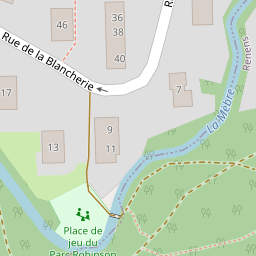 46
36
38
40
Rue de la Blancherie
R
7
17
La Mèbre
Renens
9
11
13
Place de
jeu du
Parc Robinson